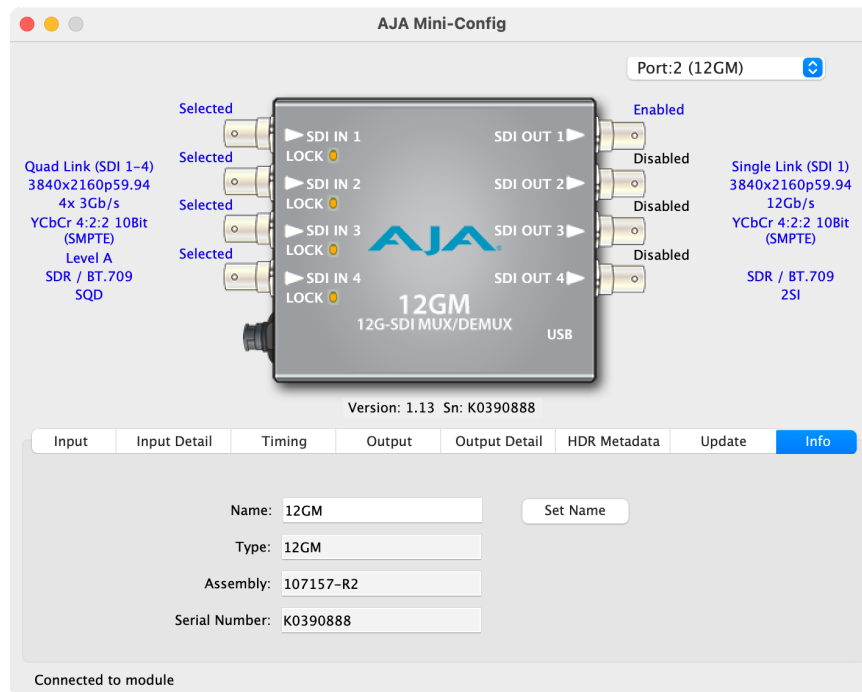 AJA Mini-Config
Port:2 (12GM)
Selected
Enabled
SDI IN 1
SDI OUT 1
LOCK
Selected
Disabled
SDI IN 2
SDI OUT 2
LOCK
Selected
Disabled
SDI IN 3
SDI OUT 3
LOCK
Selected
Disabled
SDI IN 4
SDI OUT 4
LOCK
Quad Link (SDI 1-4)
3840x2160p59.94
4x 3Gb/s
YCbCr 4:2:2 10Bit
(SMPTE)
Level A
SDR / BT.709
SQD
AJA
12GM
12G-SDI MUX/DEMUX
USB
Single Link (SDI 1)
3840x2160p59.94
12Gb/s
YCbCr 4:2:2 10Bit
(SMPTE)
SDR / BT.709
2SI
Version: 1.13 Sn: K0390888
Input Input Detail Timing Output Output Detail HDR Metadata Update Info
Name: 12GM Set Name
Type: 12GM
Assembly: 107157-R2
Serial Number: K0390888
Connected to module